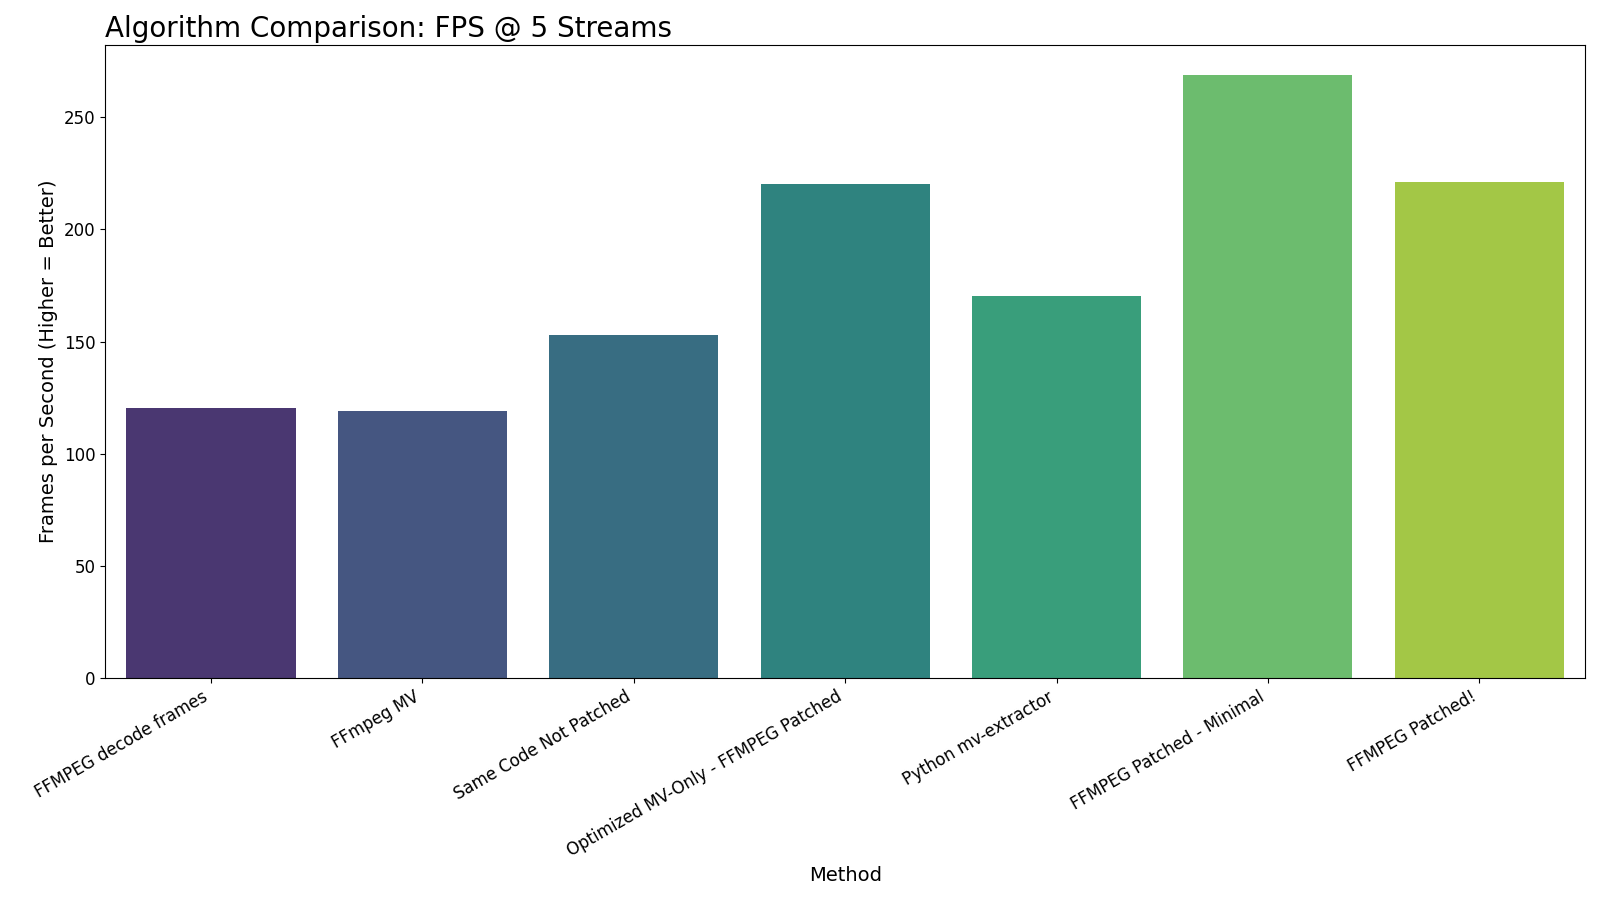 Algorithm Comparison: FPS @ 5 Streams
Frames per Second (Higher = Better)
250
200
150
100
50
0
FFMPEG decode frames
FFmpeg MV
Same Code Not Patched
Optimized MV-Only - FFMPEG Patched
Python mv-extractor
FFMPEG Patched - Minimal
FFMPEG Patched!
Method